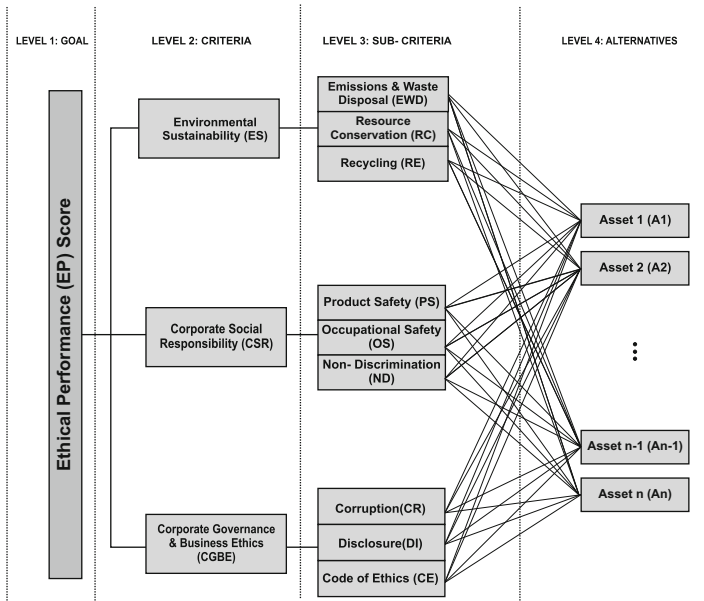 LEVEL 1: GOAL
LEVEL 2: CRITERIA
LEVEL 3: SUB- CRITERIA
LEVEL 4: ALTERNATIVES
Ethical Performance (EP) Score
Environmental
Sustainability (ES)
Corporate Social
Responsibility (CSR)
Corporate Governance
& Business Ethics
(CGBE)
Emissions & Waste
Disposal (EWD)
Resource
Conservation (RC)
Recycling (RE)
Product Safety (PS)
Occupational Safety
(OS)
Non- Discrimination
(ND)
Corruption(CR)
Disclosure(DI)
Code of Ethics (CE)
Asset 1 (A1)
Asset 2 (A2)
Asset n-1 (An-1)
Asset n (An)